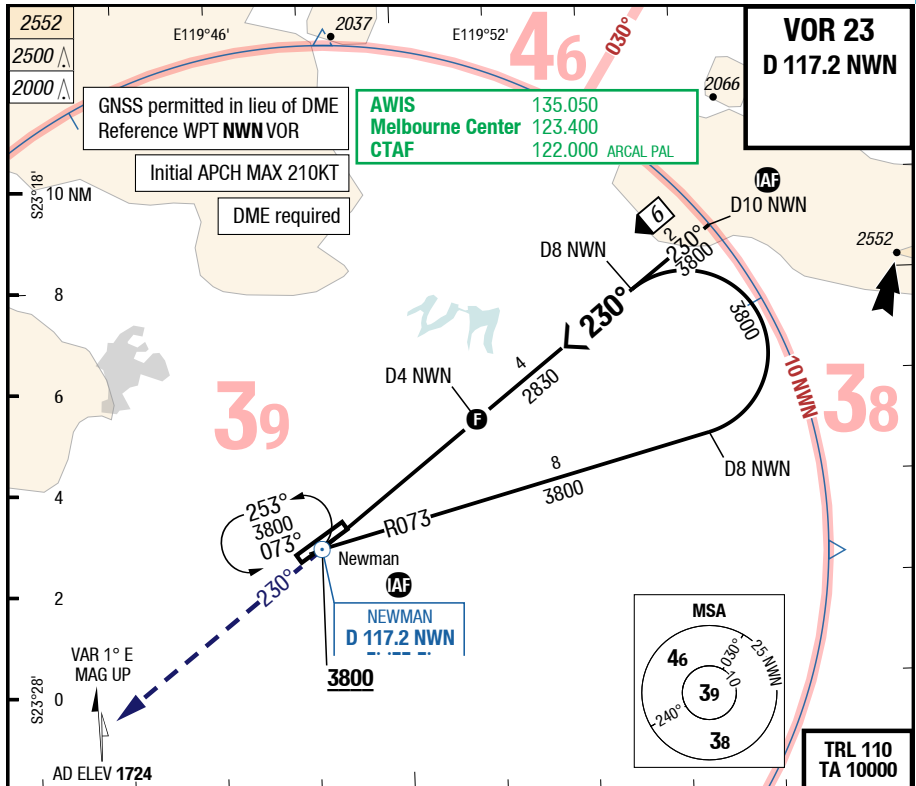 2552
2500
2000
E119°46'
2037
E119°52'
46
030°
2066
VOR 23
D 117.2 NWN
GNSS permitted in lieu of DME
Reference WPT NWN VOR
AWIS 135.050
Melbourne Center 123.400
CTAF 122.000 ARCAL PAL
Initial APCH MAX 210KT
DME required
S23°18'
10 NM
IAF
D10 NWN
6
2
230°
3800
2552
D8 NWN
230°
3800
8
4
2830
10 NWN
38
D4 NWN
F
6
39
D8 NWN
8
3800
R073
4
253°
3800
073°
Newman
IAF
230°
2
NEWMAN
D 117.2 NWN
3800
MSA
46
030°
25 NWN
10
39
240°
38
VAR 1° E
MAG UP
S23°28'
0
AD ELEV 1724
TRL 110
TA 10000